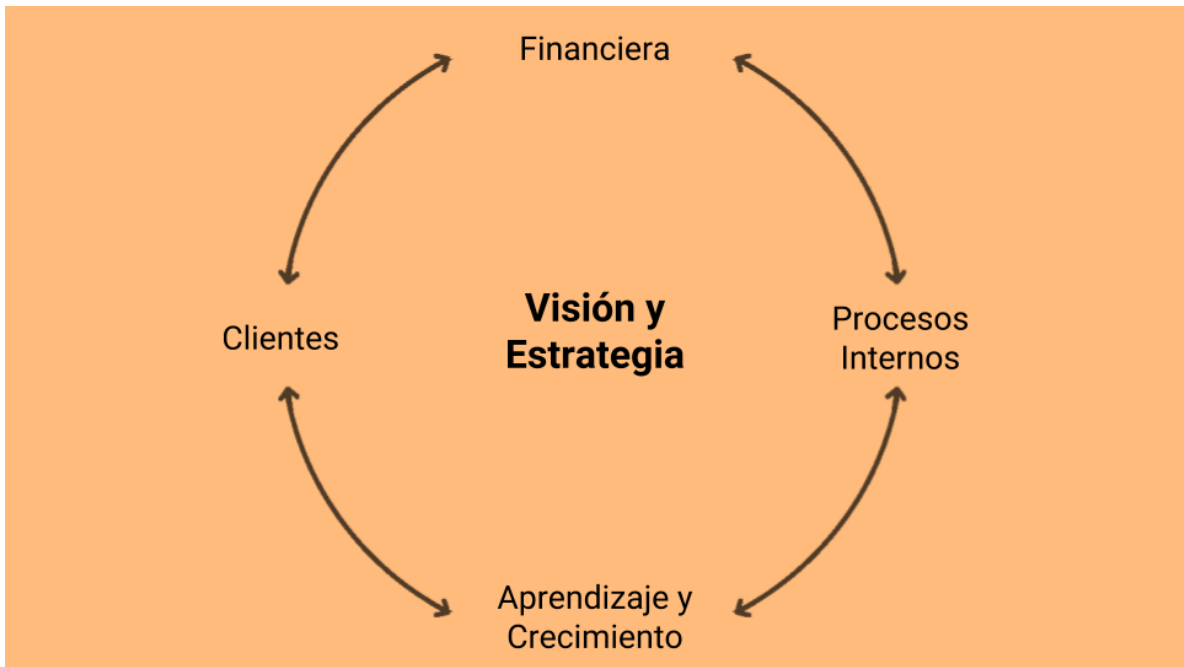 Financiera
Clientes
Visión y
Estrategia
Procesos
Internos
Aprendizaje y
Crecimiento